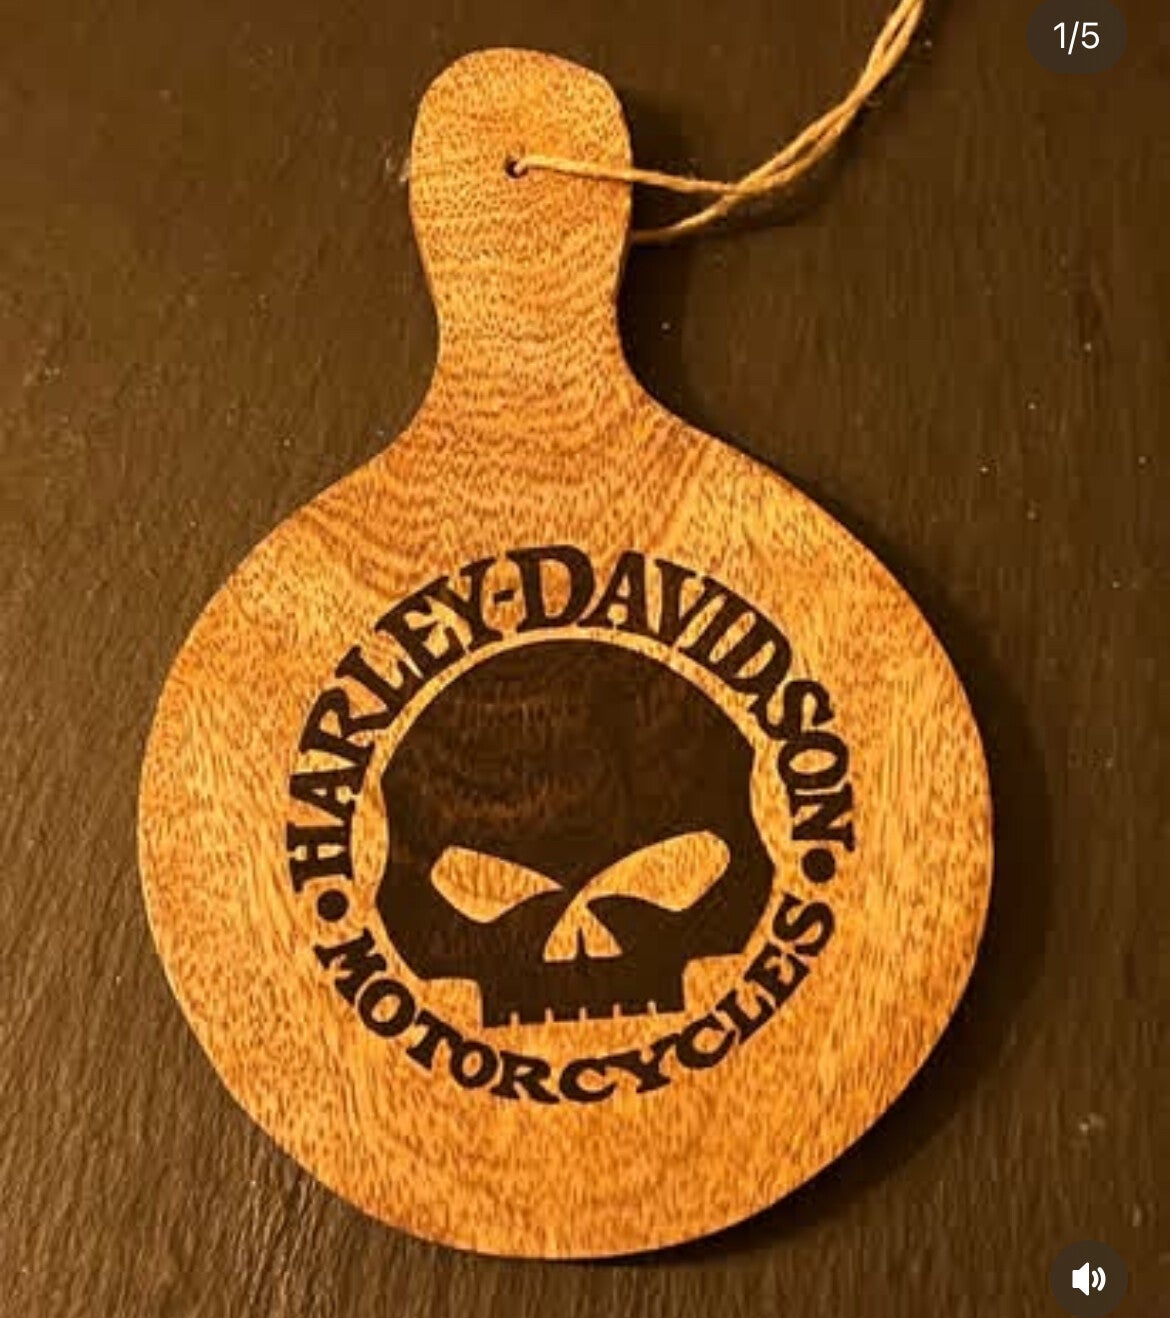 1/5
HARLEY-DAVIDSON
• MOTORCYCLES •